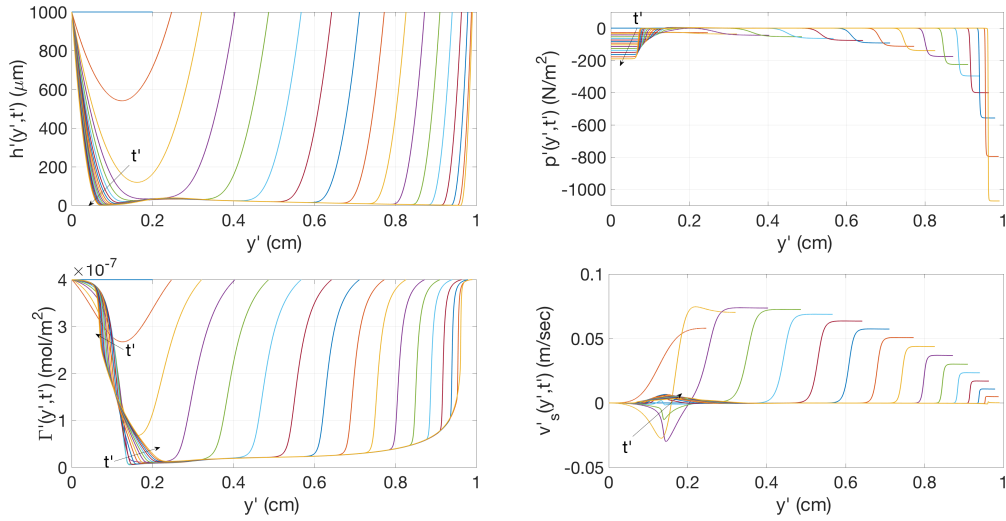 1000
800
600
400
200
0
h'(y',t') (μm)
t'
0 0.2 0.4 0.6 0.8 1
y' (cm)
0
-200
-400
-600
-800
-1000
p'(y',t') (N/m²)
t'
0 0.2 0.4 0.6 0.8 1
y' (cm)
×10⁻⁷
4
3
2
1
0
Γ'(y',t') (mol/m²)
t'
t'
0 0.2 0.4 0.6 0.8 1
y' (cm)
0.1
0.05
0
-0.05
v'ₛ(y',t') (m/sec)
t'
0 0.2 0.4 0.6 0.8 1
y' (cm)